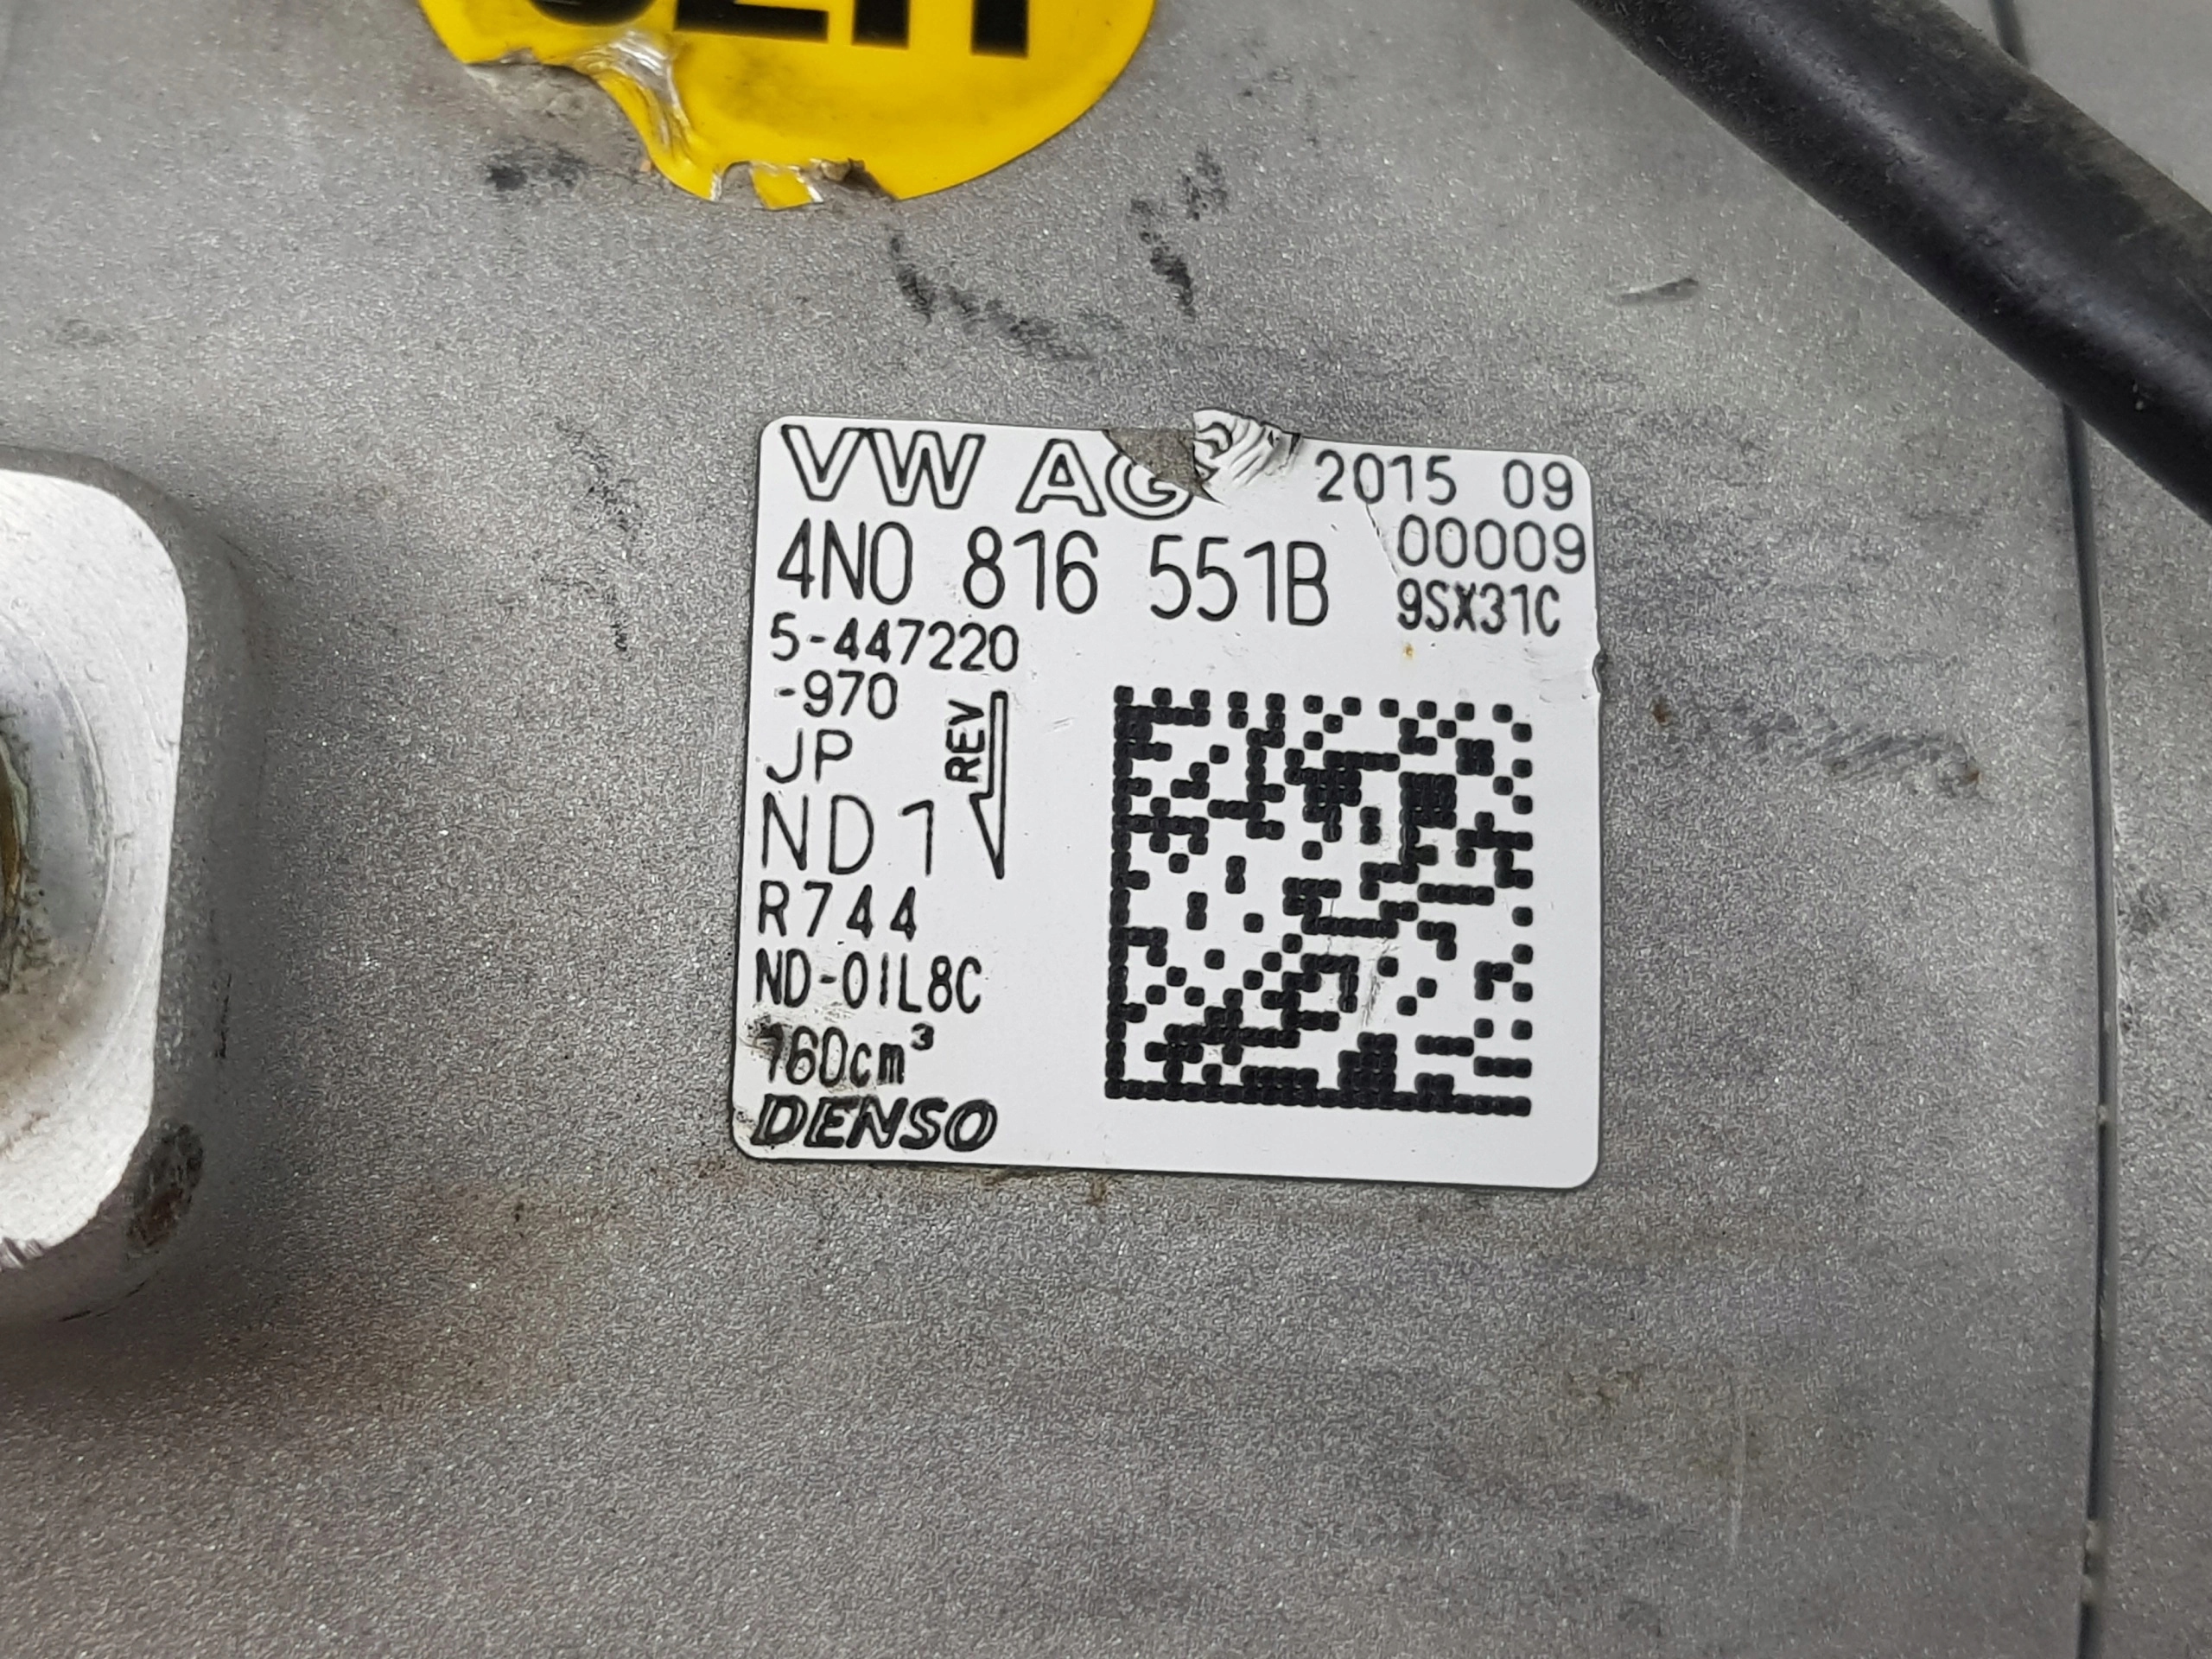 VW AG 2015 09
4N0 816 551B 00009
9SX31C
5-447220
-970
JP REV
ND1
R744
ND-OIL8C
160cm³
DENSO